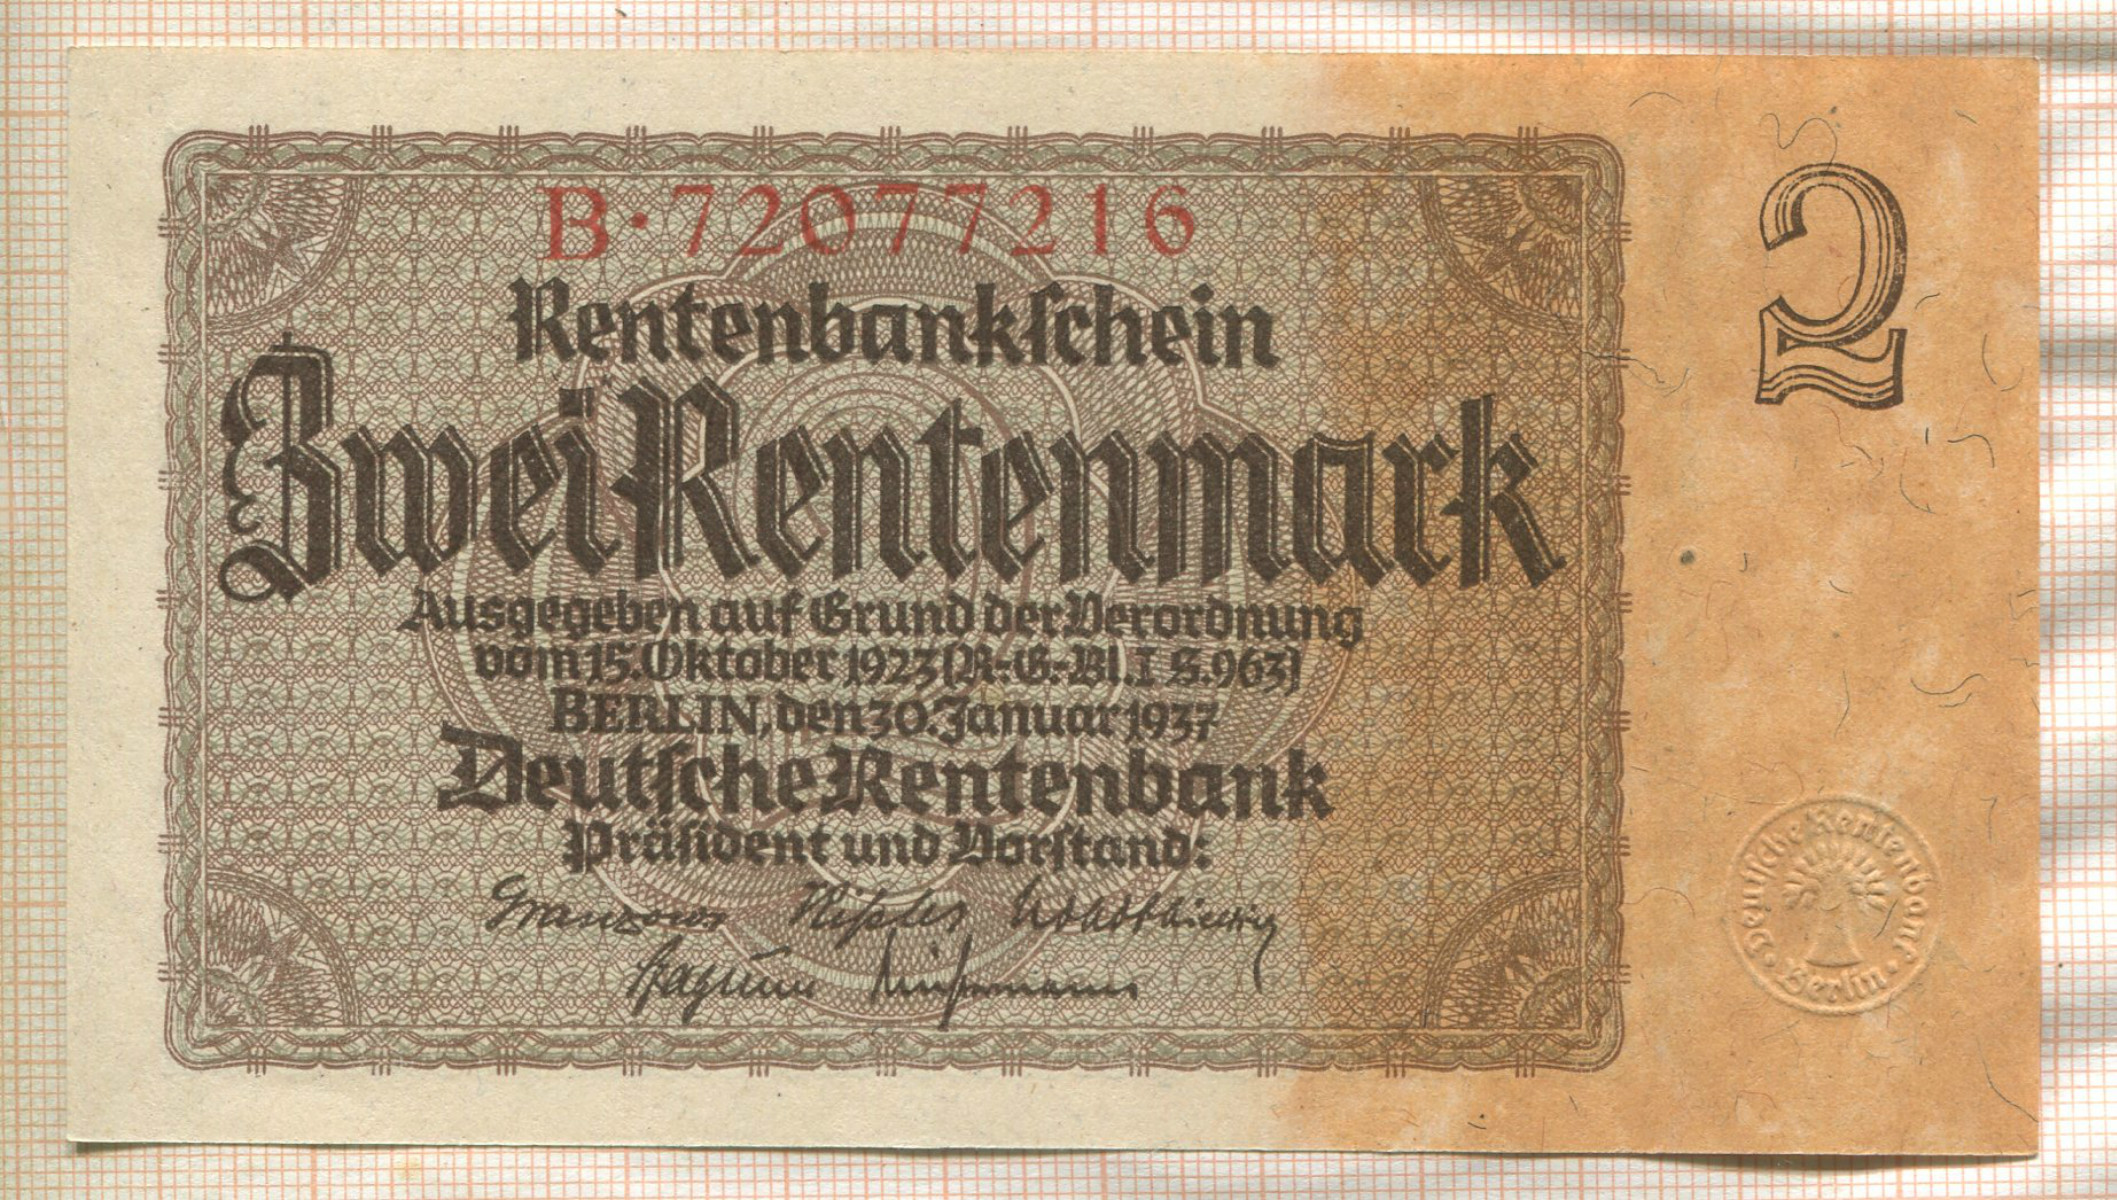 B·72077216
Rentenbankſchein
2
Zwei Rentenmark
Ausgegeben auf Grund der Verordnung
vom 15. Oktober 1923 (R.-G.-Bl. I S. 963)
BERLIN, den 30. Januar 1937
Deutſche Rentenbank
Präſident und Vorſtand:
Deutſche Rentenbank
· Berlin ·